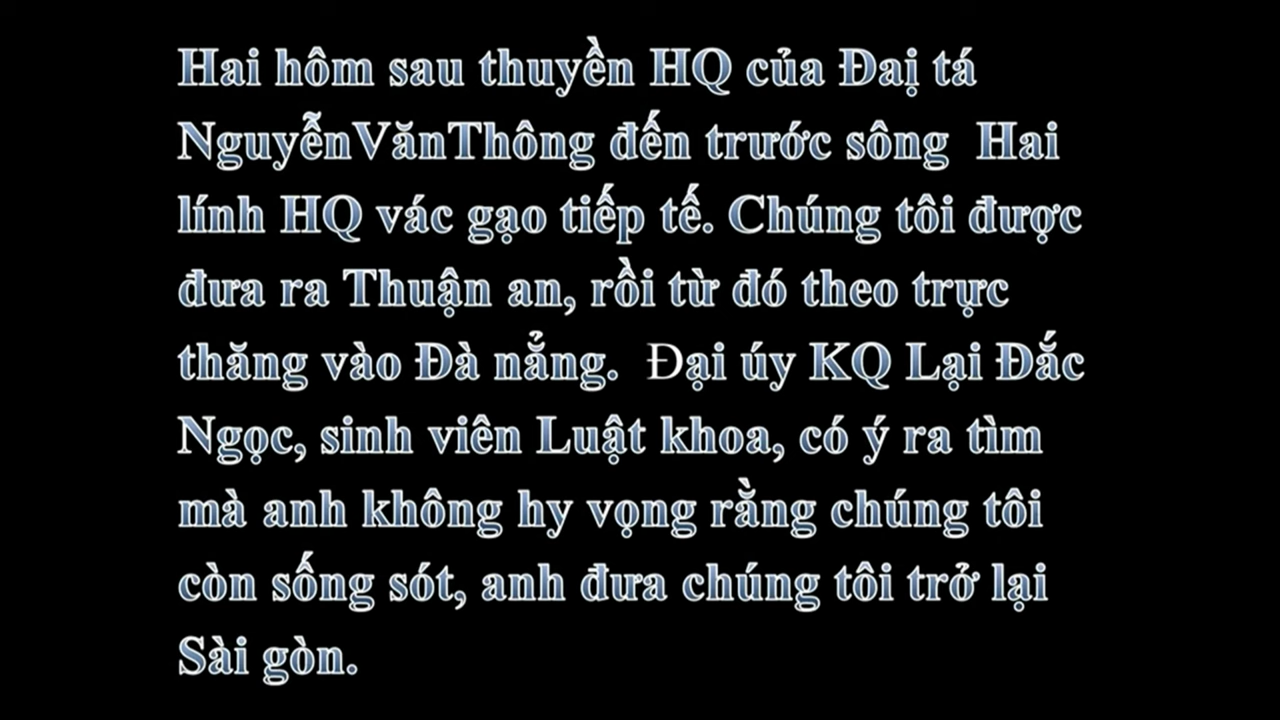 Hai hôm sau thuyền HQ của Đaị tá
NguyễnVănThông đến trước sông  Hai
lính HQ vác gạo tiếp tế. Chúng tôi được
đưa ra Thuận an, rồi từ đó theo trực
thăng vào Đà nẳng.  Đại úy KQ Lại Đắc
Ngọc, sinh viên Luật khoa, có ý ra tìm
mà anh không hy vọng rằng chúng tôi
còn sống sót, anh đưa chúng tôi trở lại
Sài gòn.